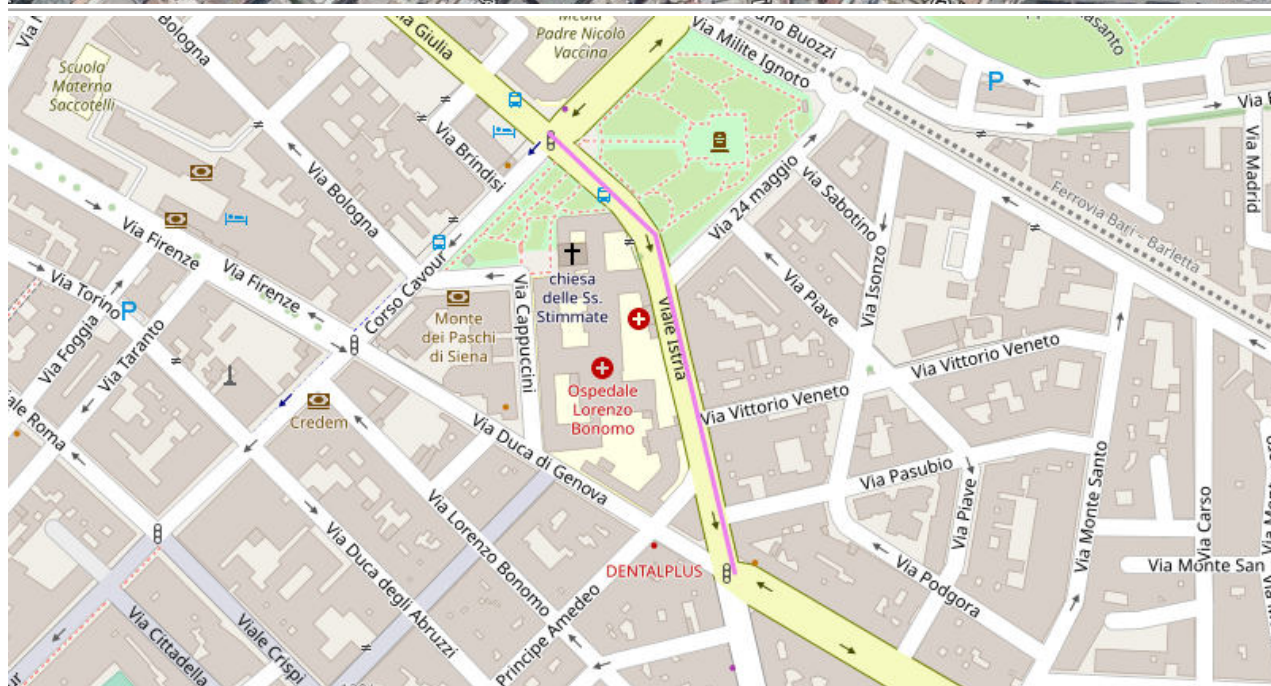 Via Giulia
Padre Nicolò
Vaccina
Via Milite Ignoto
Buozzi
Bologna
Scuola
Materna
Saccotelli
Via Brindisi
Via Bologna
P
Via Madrid
Ferrovia Bari - Barletta
Via Sabotino
Via 24 maggio
Via Isonzo
Via Firenze
Via Firenze
Via Torino
P
Via Foggia
Via Taranto
Corso Cavour
chiesa
delle Ss.
Stimmate
Via Cappuccini
Monte
dei Paschi
di Siena
Viale Istria
Via Piave
Via Vittorio Veneto
Via Vittorio Veneto
Ospedale
Lorenzo
Bonomo
Credem
Viale Roma
Via Duca di Genova
Via Pasubio
Via Piave
Via Monte Santo
Via Carso
Via Lorenzo Bonomo
Via Duca degli Abruzzi
DENTALPLUS
Via Podgora
Via Monte San
Principe Amedeo
Via Cittadella
Viale Crispi